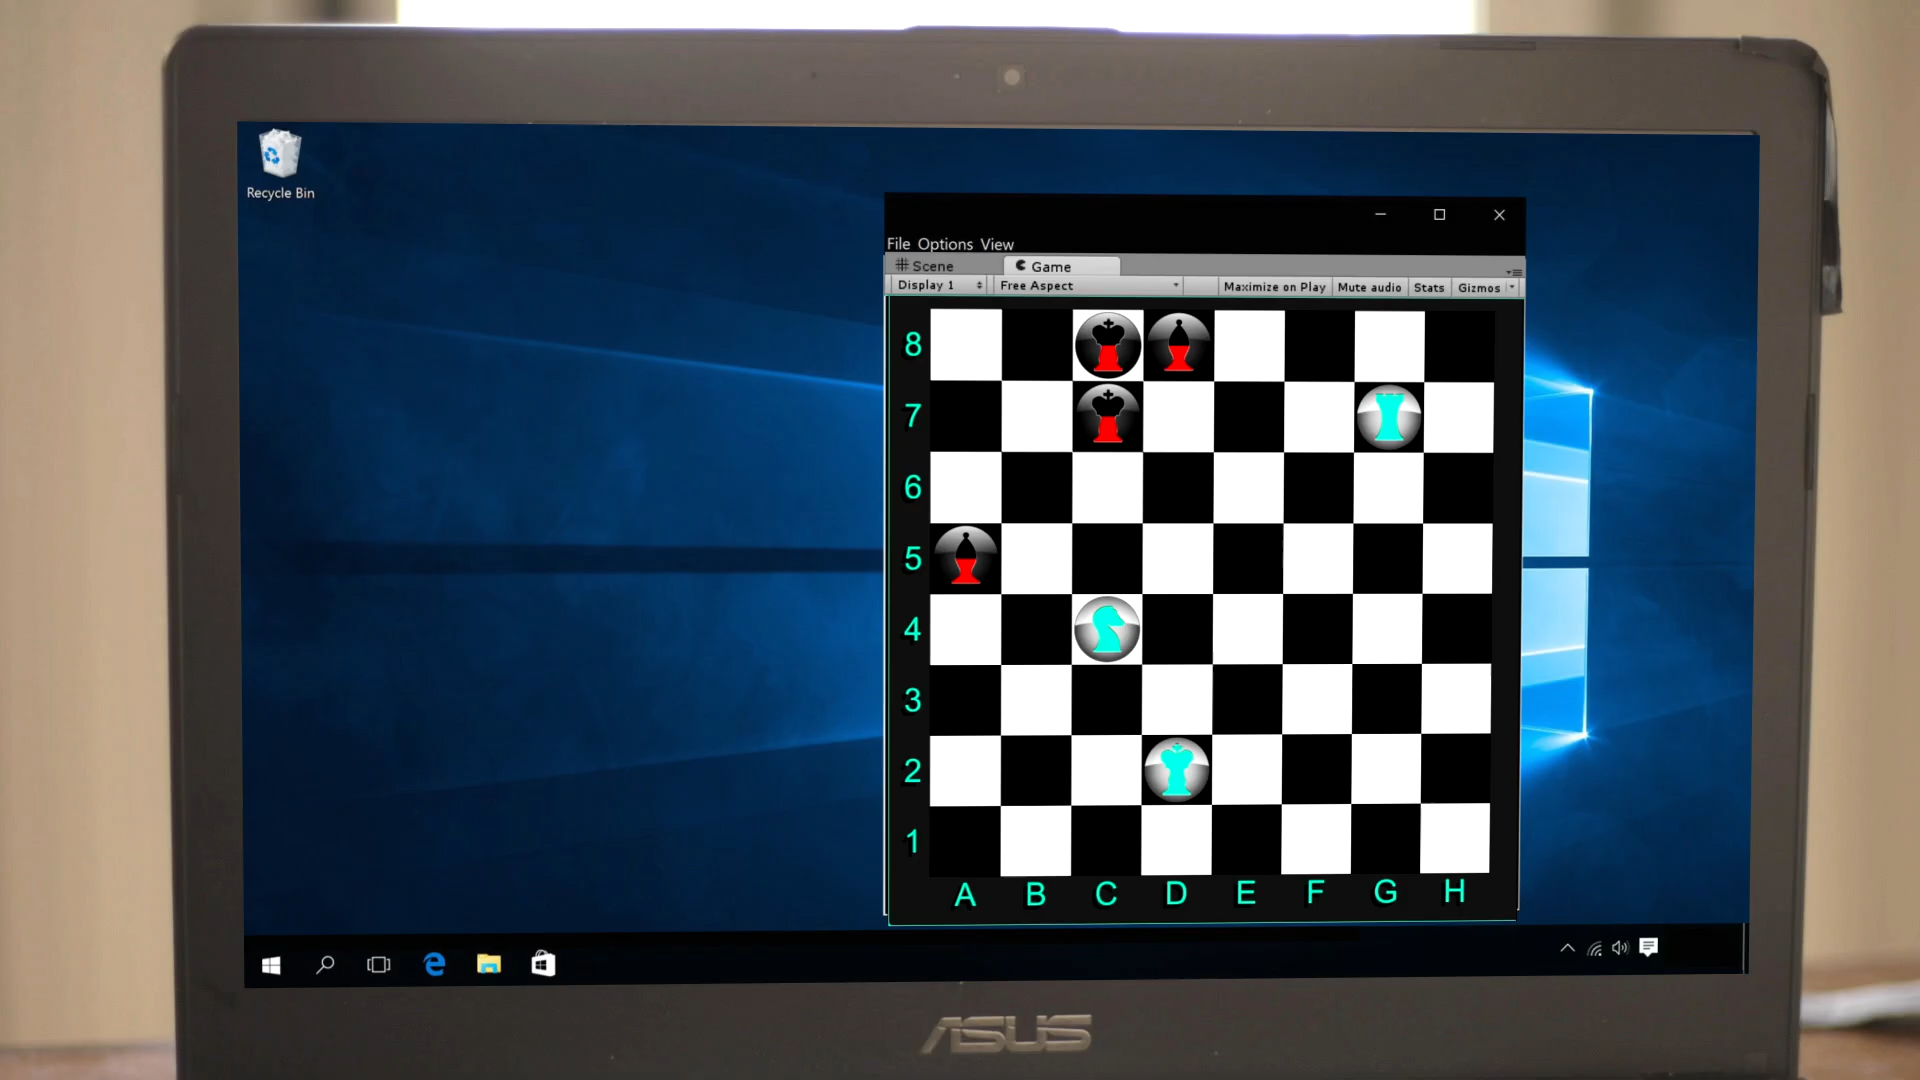 Recycle Bin
File Options View
Scene Game
Display 1 Free Aspect Maximize on Play Mute audio Stats Gizmos
8
7
6
5
4
3
2
1
A B C D E F G H
ASUS